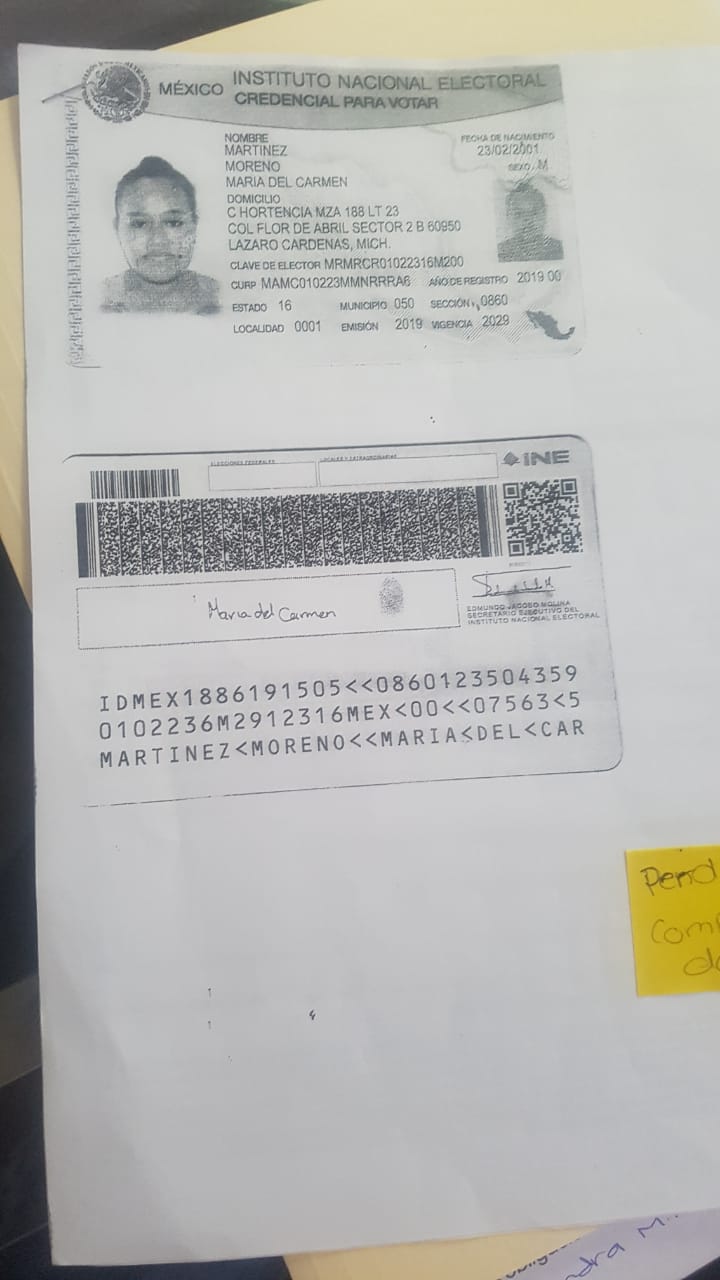 MÉXICO INSTITUTO NACIONAL ELECTORAL
CREDENCIAL PARA VOTAR
NOMBRE
MARTINEZ
MORENO
MARIA DEL CARMEN
FECHA DE NACIMIENTO
23/02/2001
SEXO M
DOMICILIO
C HORTENCIA MZA 188 LT 23
COL FLOR DE ABRIL SECTOR 2 B 60950
LAZARO CARDENAS, MICH.
CLAVE DE ELECTOR MRMRCR01022316M200
CURP MAMC010223MMNRRRA6 AÑO DE REGISTRO 2019 00
ESTADO 16 MUNICIPIO 050 SECCIÓN 0860
LOCALIDAD 0001 EMISIÓN 2019 VIGENCIA 2029
ELECCIONES FEDERALES LOCALES Y EXTRAORDINARIAS
INE
Maria del Carmen
EDMUNDO JACOBO MOLINA
SECRETARIO EJECUTIVO DEL
INSTITUTO NACIONAL ELECTORAL
IDMEX1886191505<<0860123504359
0102236M2912316MEX<00<<07563<5
MARTINEZ<MORENO<<MARIA<DEL<CAR
Pend
Com